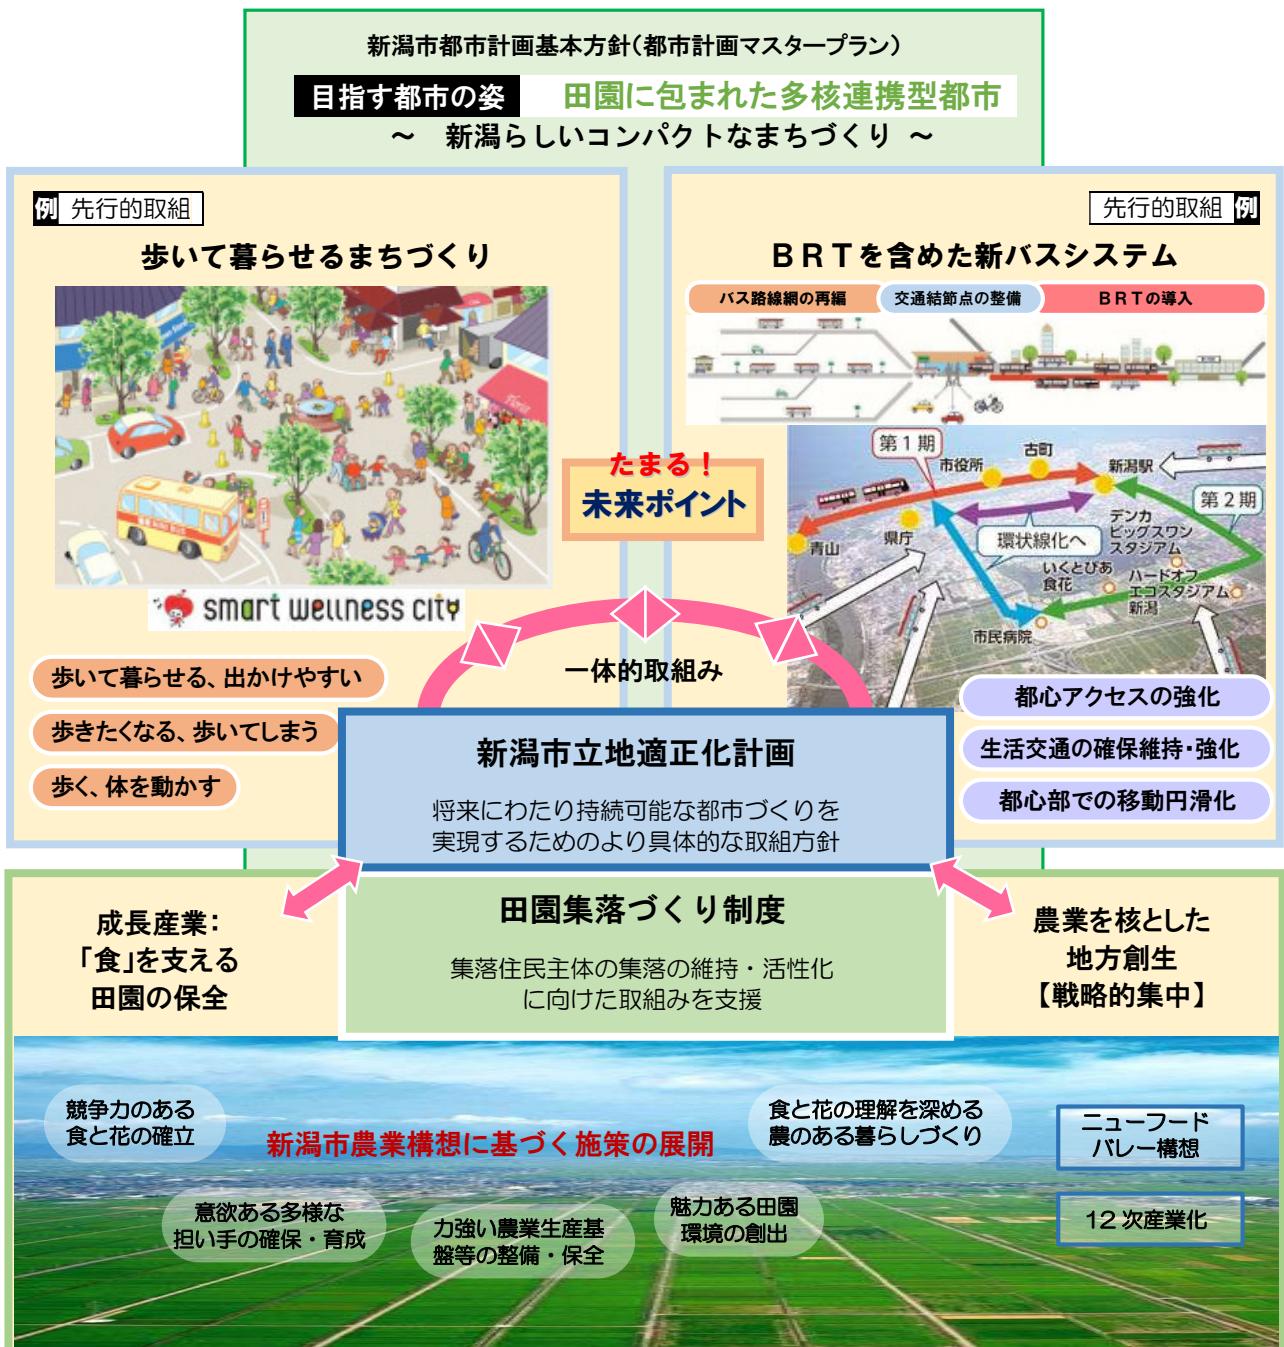 新潟市都市計画基本方針（都市計画マスタープラン）
目指す都市の姿 田園に包まれた多核連携型都市
～ 新潟らしいコンパクトなまちづくり ～
例 先行的取組
歩いて暮らせるまちづくり
smart wellness city
歩いて暮らせる、出かけやすい
歩きたくなる、歩いてしまう
歩く、体を動かす
先行的取組 例
ＢＲＴを含めた新バスシステム
バス路線網の再編 交通結節点の整備 ＢＲＴの導入
第1期
市役所
古町
新潟駅
第2期
青山
県庁
環状線化へ
デンカ
ビッグスワン
スタジアム
いくとぴあ
食花
ハードオフ
エコスタジアム
新潟
市民病院
都心アクセスの強化
生活交通の確保維持・強化
都心部での移動円滑化
たまる！
未来ポイント
一体的取組み
新潟市立地適正化計画
将来にわたり持続可能な都市づくりを
実現するためのより具体的な取組方針
田園集落づくり制度
集落住民主体の集落の維持・活性化
に向けた取組みを支援
成長産業：
「食」を支える
田園の保全
農業を核とした
地方創生
【戦略的集中】
競争力のある
食と花の確立
新潟市農業構想に基づく施策の展開
食と花の理解を深める
農のある暮らしづくり
ニューフード
バレー構想
意欲ある多様な
担い手の確保・育成
力強い農業生産基
盤等の整備・保全
魅力ある田園
環境の創出
12次産業化